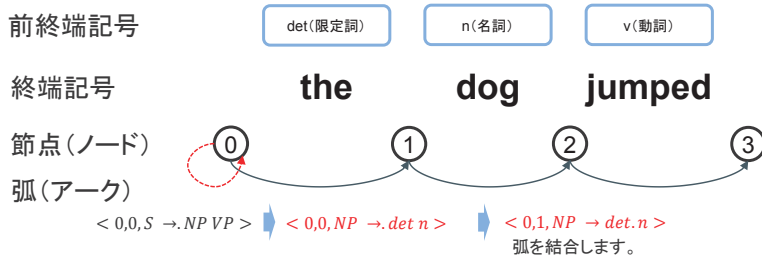 前終端記号 det(限定詞) n(名詞) v(動詞)
終端記号 the dog jumped
節点(ノード) 0 1 2 3
弧(アーク)
< 0,0, S →. NP VP > < 0,0, NP →. det n > < 0,1, NP → det. n >
弧を結合します。